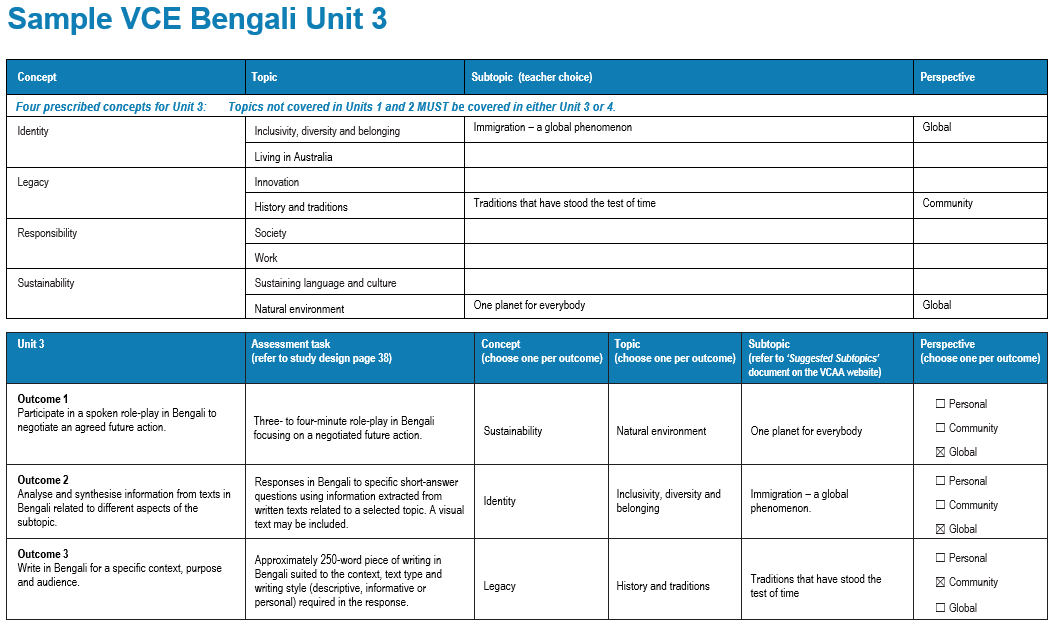 Sample VCE Bengali Unit 3
Concept Topic Subtopic (teacher choice) Perspective
Four prescribed concepts for Unit 3: Topics not covered in Units 1 and 2 MUST be covered in either Unit 3 or 4.
Identity Inclusivity, diversity and belonging Immigration – a global phenomenon Global
Living in Australia
Legacy Innovation
History and traditions Traditions that have stood the test of time Community
Responsibility Society
Work
Sustainability Sustaining language and culture
Natural environment One planet for everybody Global
Unit 3
Assessment task
(refer to study design page 38)
Concept
(choose one per outcome)
Topic
(choose one per outcome)
Subtopic
(refer to ‘Suggested Subtopics’
document on the VCAA website)
Perspective
(choose one per outcome)
Outcome 1
Participate in a spoken role-play in Bengali to
negotiate an agreed future action.
Three- to four-minute role-play in Bengali
focusing on a negotiated future action.
Sustainability
Natural environment
One planet for everybody
☐ Personal
☐ Community
☒ Global
Outcome 2
Analyse and synthesise information from texts in
Bengali related to different aspects of the
subtopic.
Responses in Bengali to specific short-answer
questions using information extracted from
written texts related to a selected topic. A visual
text may be included.
Identity
Inclusivity, diversity and
belonging
Immigration – a global
phenomenon.
☐ Personal
☐ Community
☒ Global
Outcome 3
Write in Bengali for a specific context, purpose
and audience.
Approximately 250-word piece of writing in
Bengali suited to the context, text type and
writing style (descriptive, informative or
personal) required in the response.
Legacy
History and traditions
Traditions that have stood the
test of time
☐ Personal
☒ Community
☐ Global